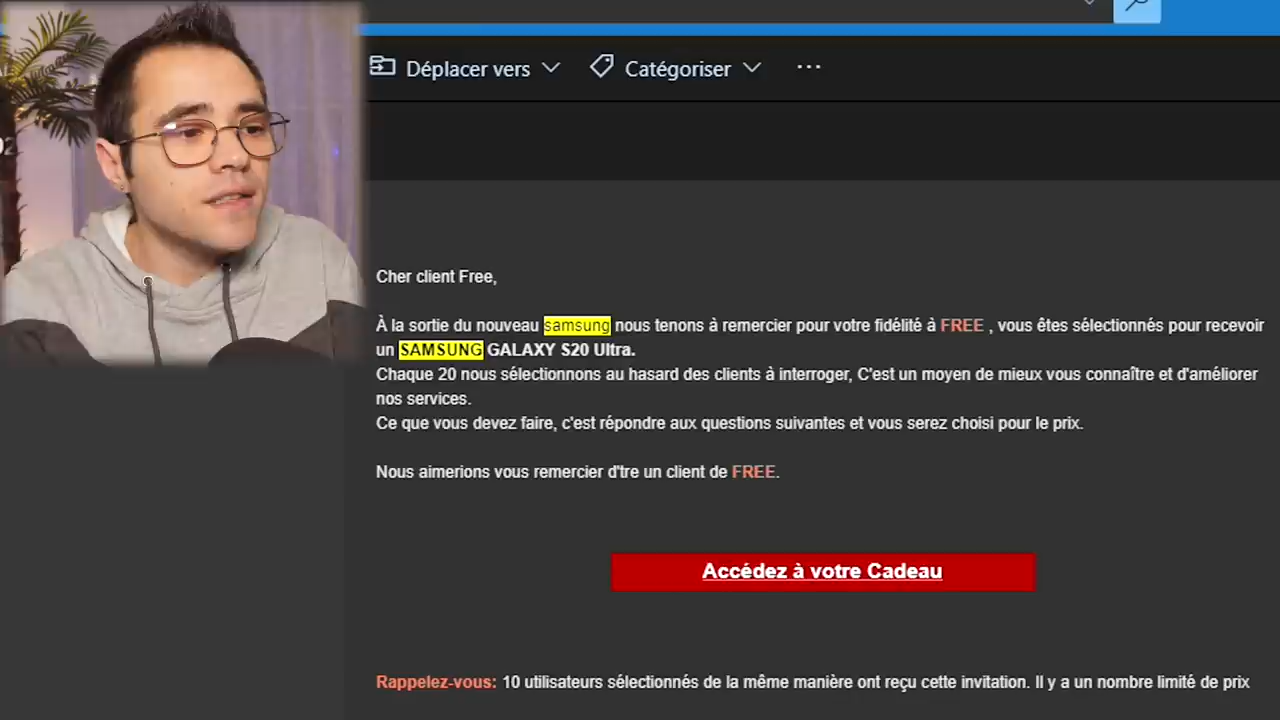 Déplacer vers
Catégoriser
Cher client Free,
À la sortie du nouveau samsung nous tenons à remercier pour votre fidélité à FREE , vous êtes sélectionnés pour recevoir
un SAMSUNG GALAXY S20 Ultra.
Chaque 20 nous sélectionnons au hasard des clients à interroger, C'est un moyen de mieux vous connaître et d'améliorer
nos services.
Ce que vous devez faire, c'est répondre aux questions suivantes et vous serez choisi pour le prix.
Nous aimerions vous remercier d'tre un client de FREE.
Accédez à votre Cadeau
Rappelez-vous: 10 utilisateurs sélectionnés de la même manière ont reçu cette invitation. Il y a un nombre limité de prix